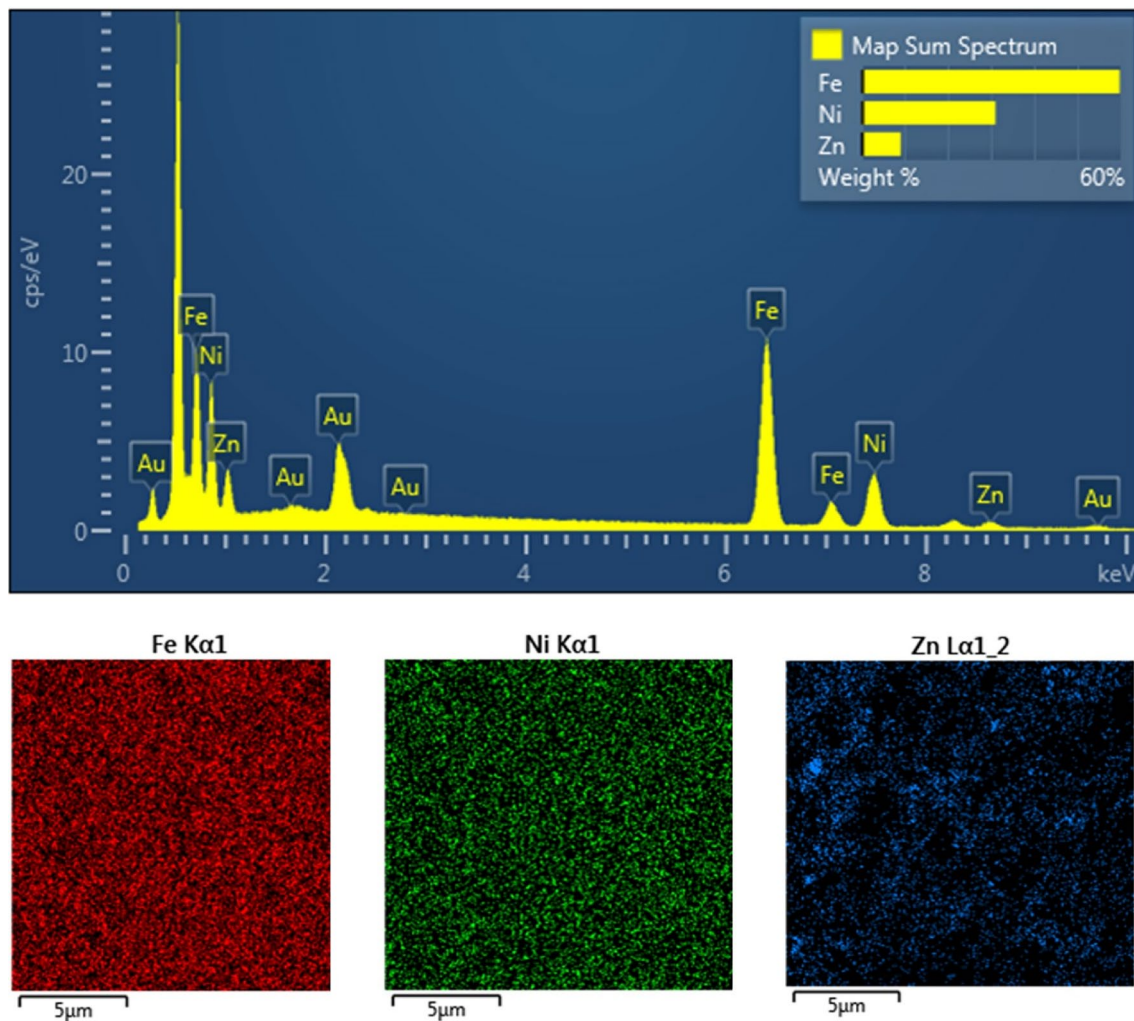 Map Sum Spectrum
Fe
Ni
Zn
Weight % 60%
cps/eV
20
10
0
Au
Fe
Ni
Zn
Au
Au
Au
Fe
Fe
Ni
Zn
Au
0 2 4 6 8 keV
Fe Kα1 Ni Kα1 Zn Lα1_2
5µm 5µm 5µm